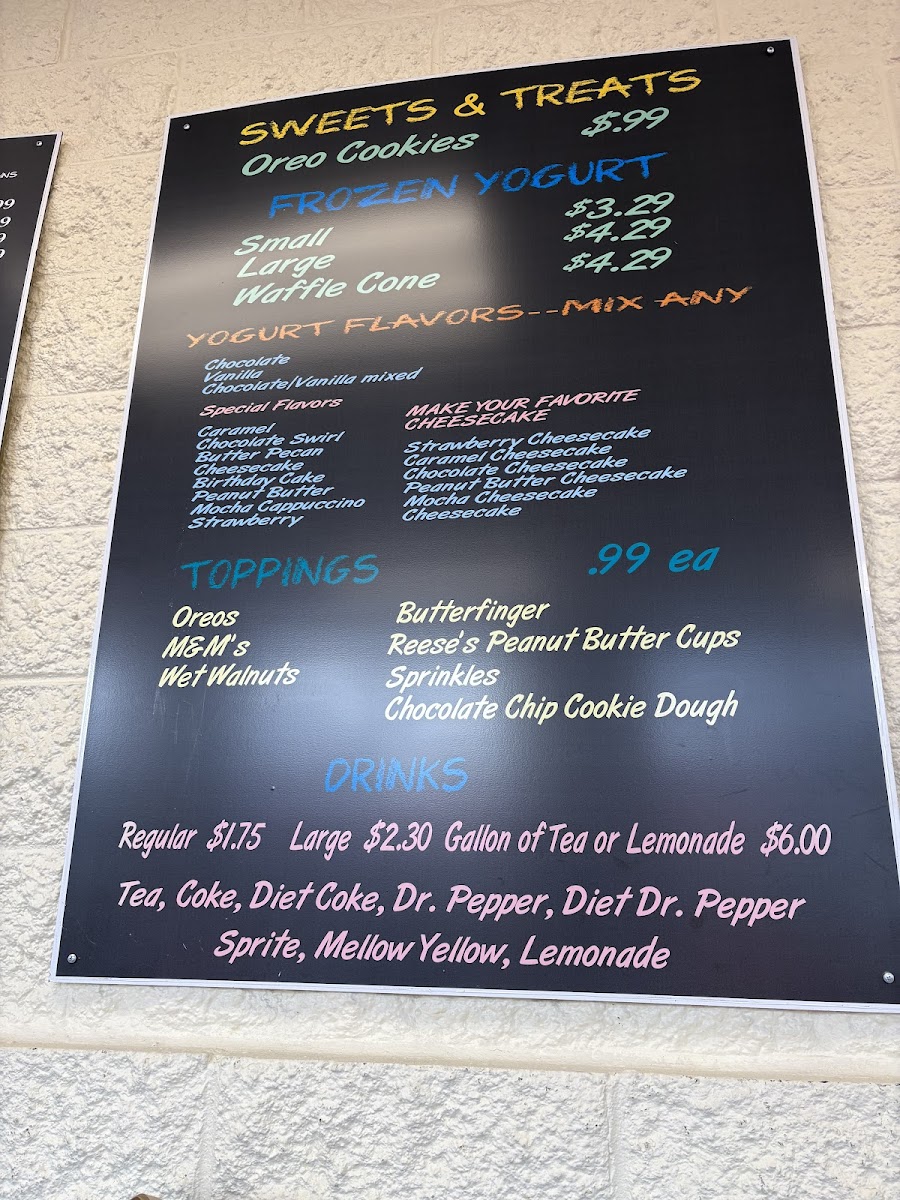 NS
99
9
9
9
SWEETS & TREATS
Oreo Cookies $.99
FROZEN YOGURT
Small $3.29
Large $4.29
Waffle Cone $4.29
YOGURT FLAVORS--MIX ANY
Chocolate
Vanilla
Chocolate/Vanilla mixed
Special Flavors
Caramel
Chocolate Swirl
Butter Pecan
Cheesecake
Birthday Cake
Peanut Butter
Mocha Cappuccino
Strawberry
MAKE YOUR FAVORITE
CHEESECAKE
Strawberry Cheesecake
Caramel Cheesecake
Chocolate Cheesecake
Peanut Butter Cheesecake
Mocha Cheesecake
Cheesecake
TOPPINGS .99 ea
Oreos
M&M's
Wet Walnuts
Butterfinger
Reese's Peanut Butter Cups
Sprinkles
Chocolate Chip Cookie Dough
DRINKS
Regular $1.75 Large $2.30 Gallon of Tea or Lemonade $6.00
Tea, Coke, Diet Coke, Dr. Pepper, Diet Dr. Pepper
Sprite, Mellow Yellow, Lemonade